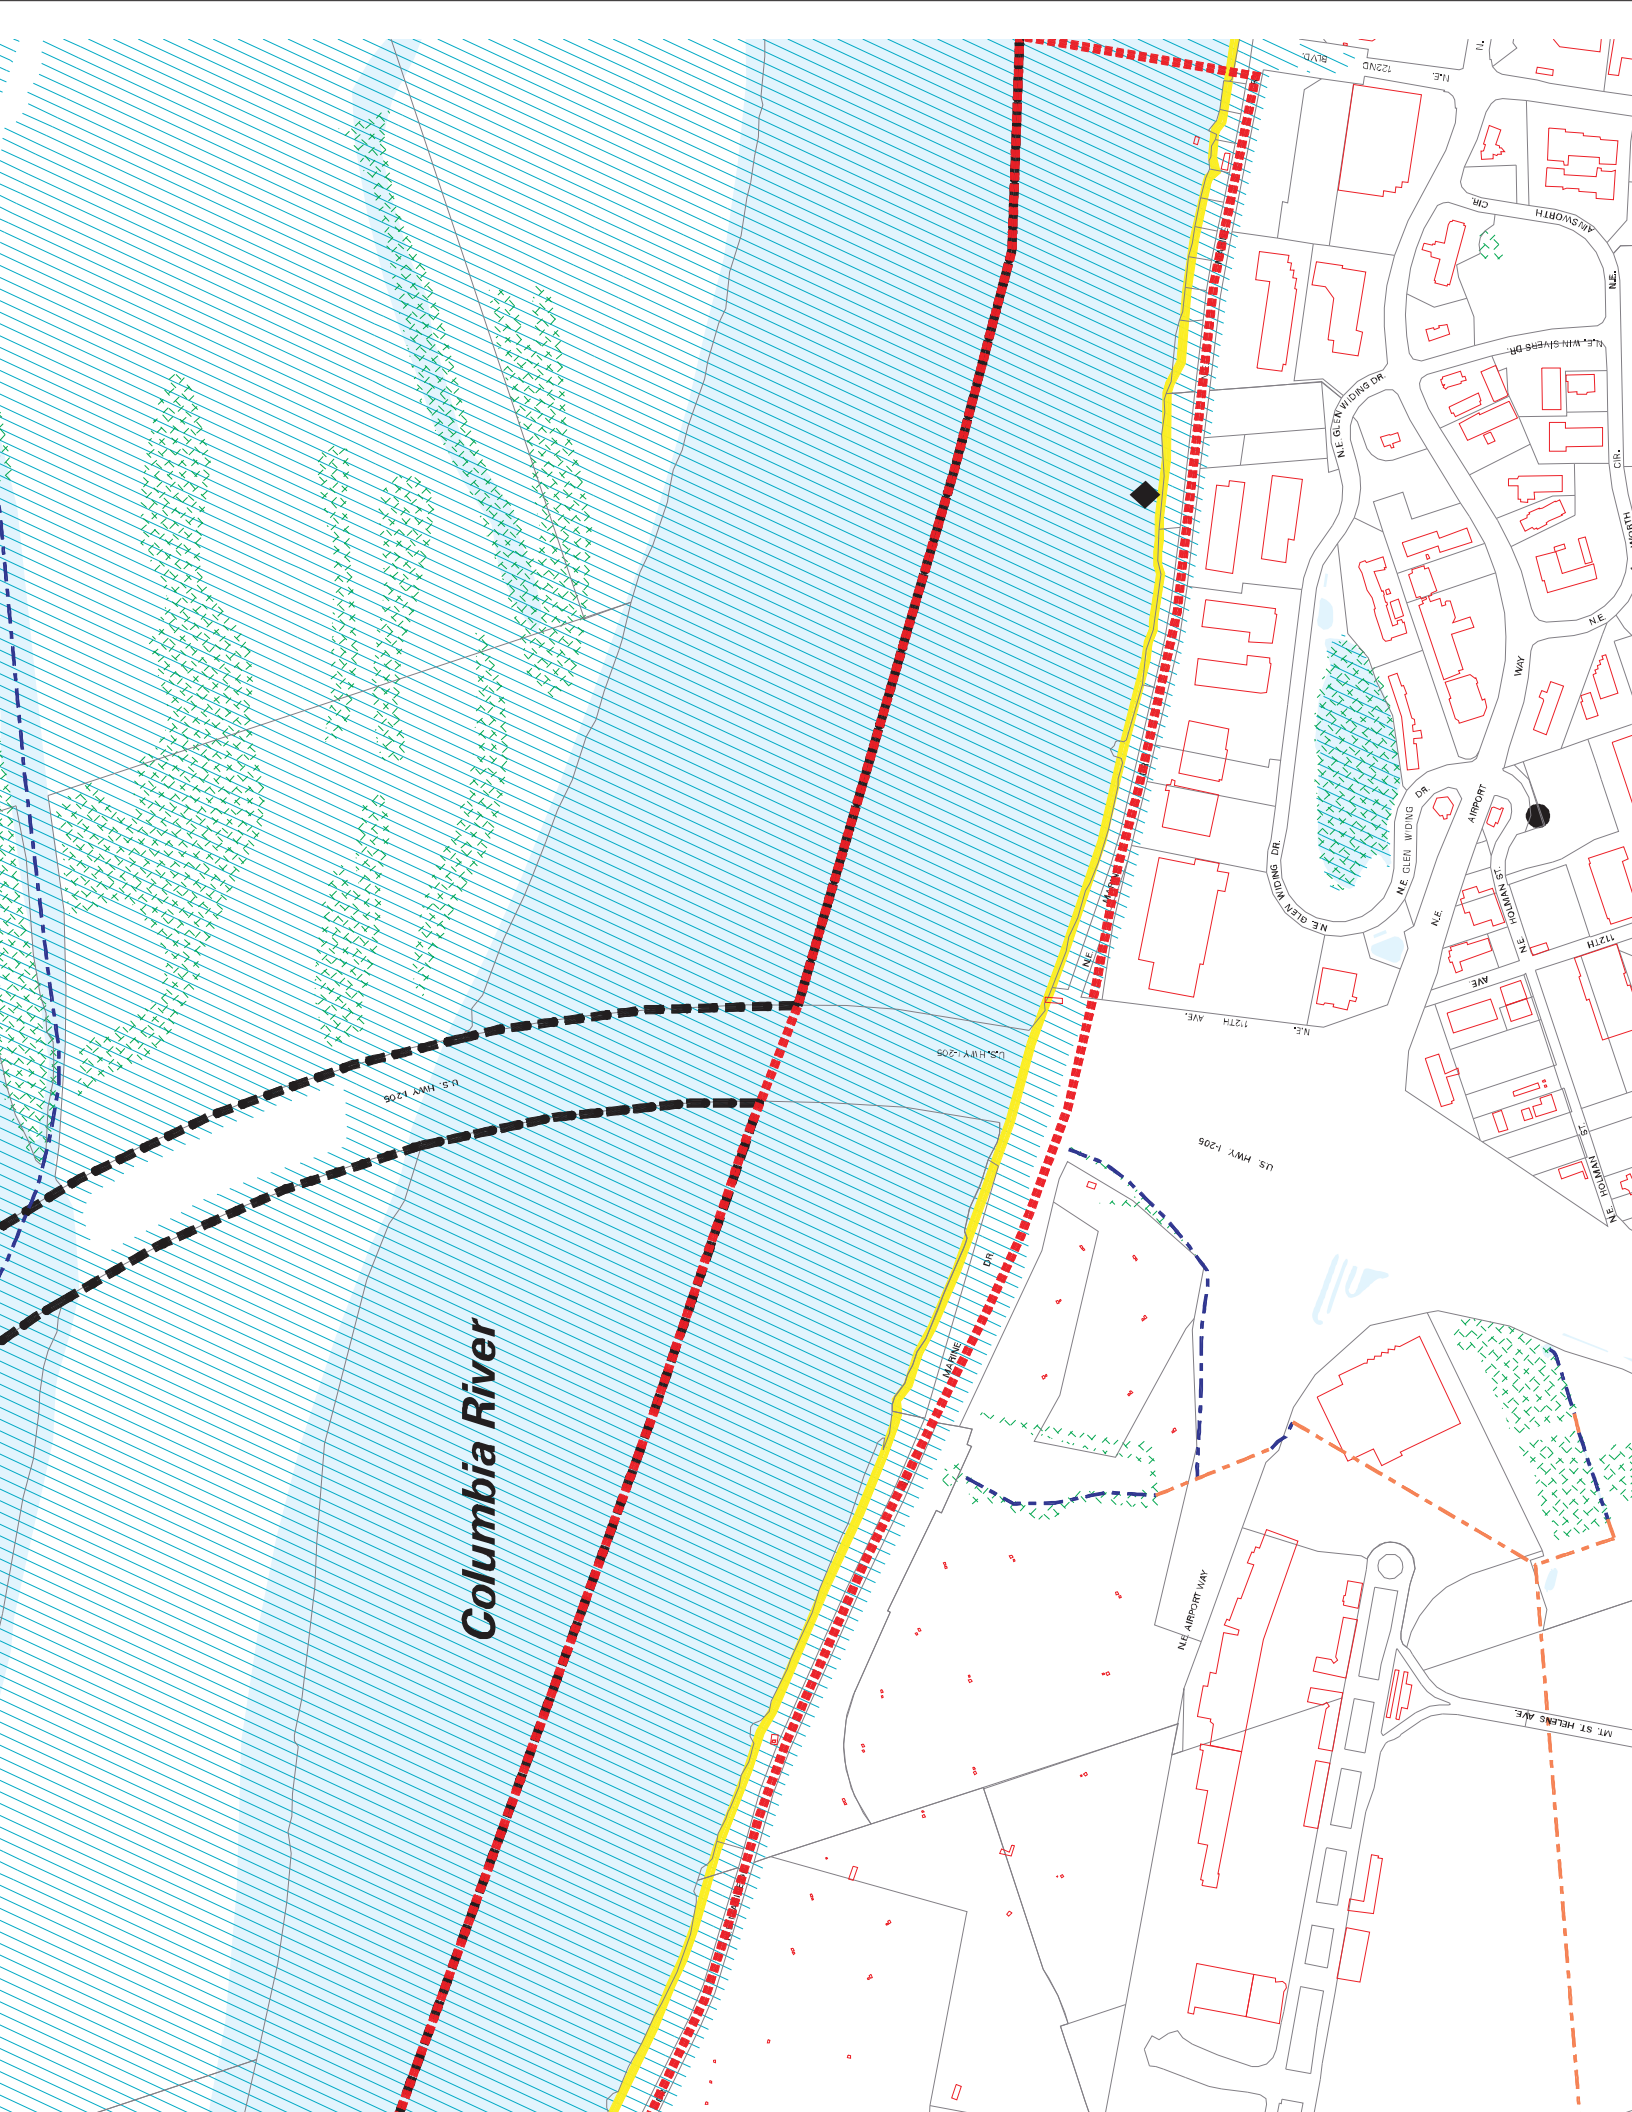 BLVD.
122ND
N.E.
N.
CIR.
AINSWORTH
N.E.
N.E. WIN SIVERS DR.
N.E. GLEN WIDING DR.
CIR.
N.E.
WAY
AIRPORT
N.E.
DR.
N.E. GLEN WIDING
N.E. GLEN WIDING DR.
N.E. HOLMAN ST.
112TH
AVE
N.E.
N.E. 112TH AVE.
U.S. HWY I-205
U.S. HWY I-205
U.S. HWY. I-205
N.E. HOLMAN ST.
MARINE DR.
Columbia River
N.E. AIRPORT WAY
MT. ST. HELENS AVE.